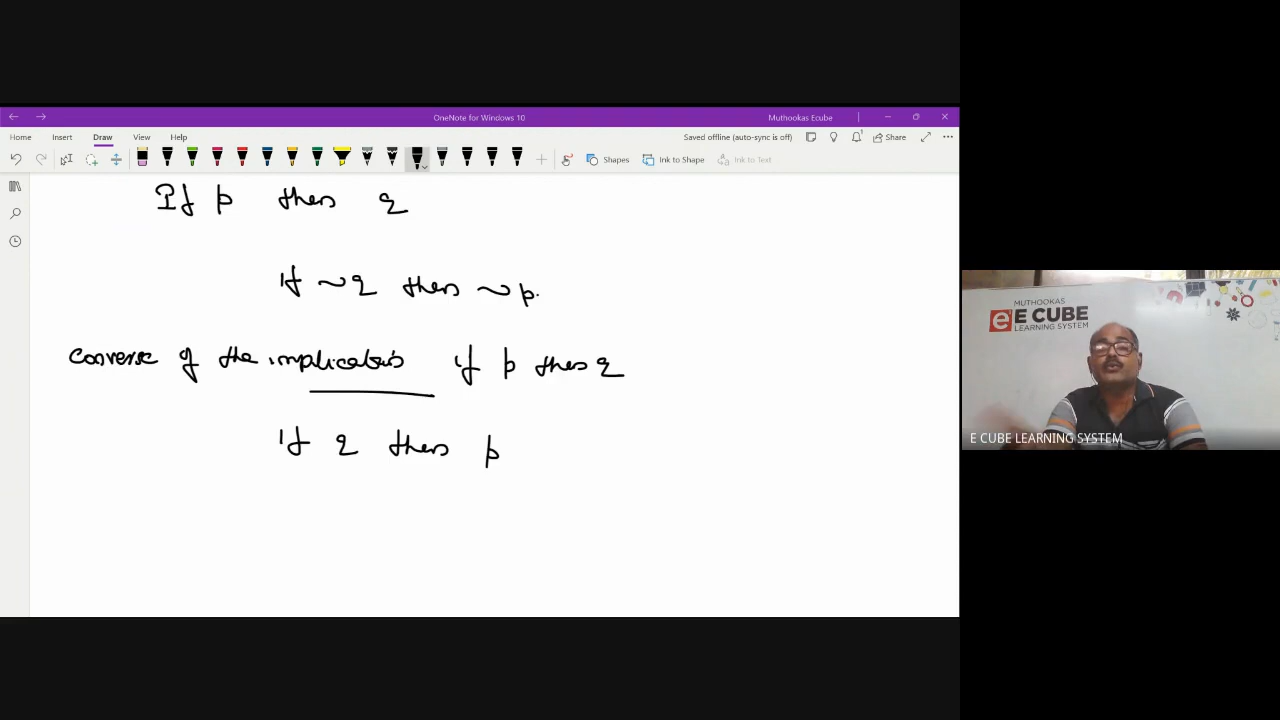 OneNote for Windows 10
Muthookas Ecube
Home Insert Draw View Help
Saved offline (auto-sync is off)
Share
Shapes
Ink to Shape
Ink to Text
If p then q
If ~q then ~p.
Converse of the implication if p then q
If q then p
MUTHOOKAS
e E CUBE
LEARNING SYSTEM
E CUBE LEARNING SYSTEM